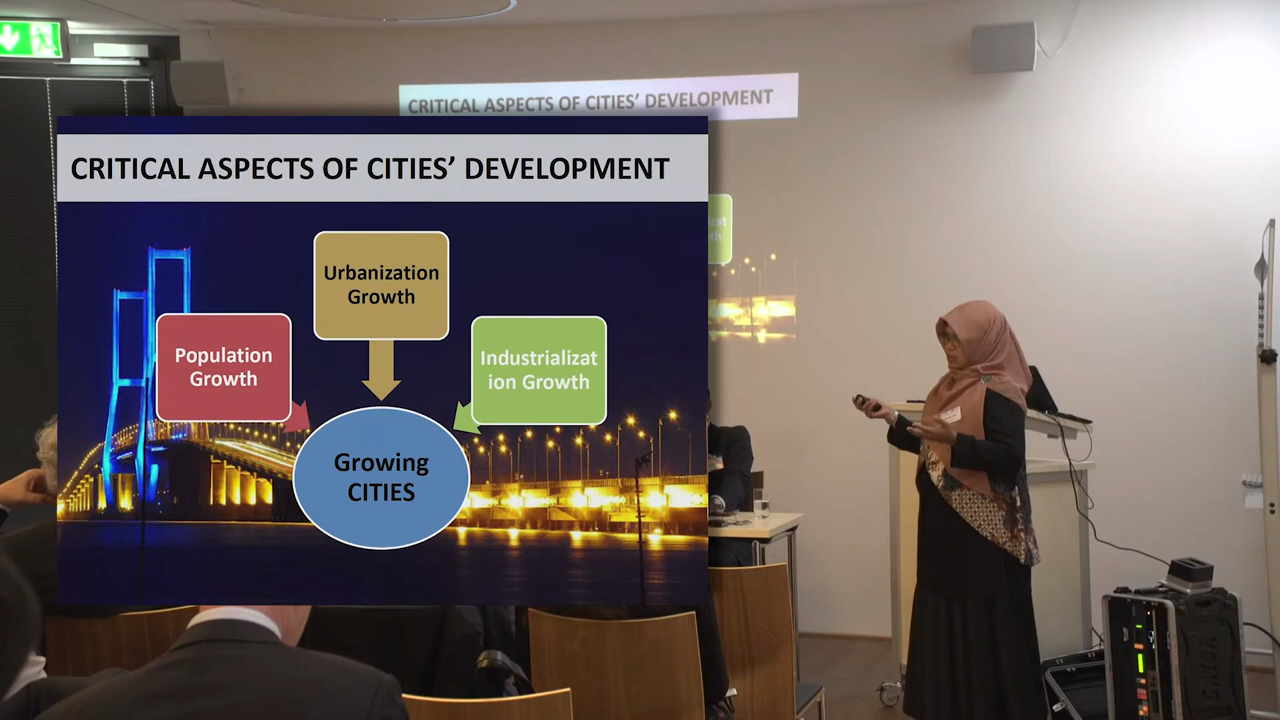 CRITICAL ASPECTS OF CITIES' DEVELOPMENT
CRITICAL ASPECTS OF CITIES' DEVELOPMENT
Urbanization
Growth
Population
Growth
Industrializat
ion Growth
Growing
CITIES